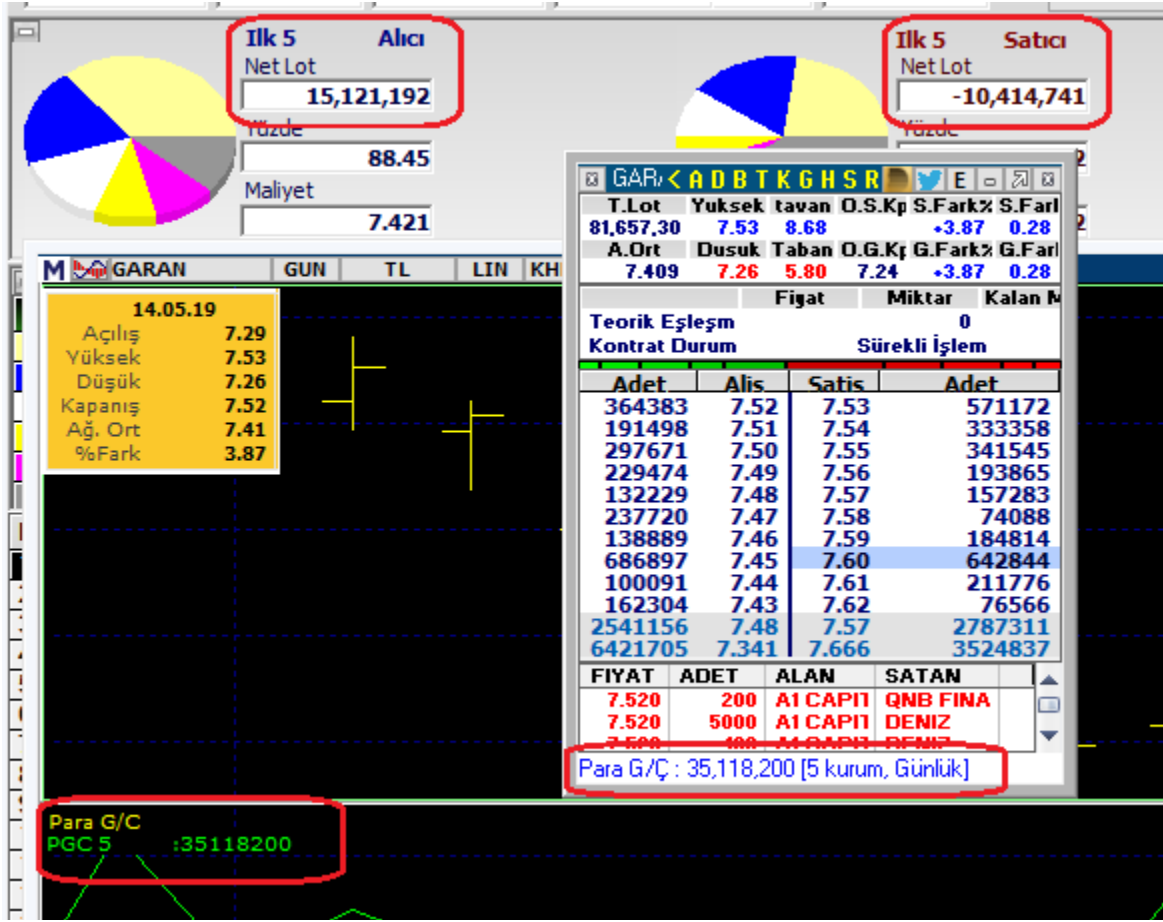 Ilk 5 Alıcı
Net Lot
15,121,192
Yüzde
88.45
Maliyet
7.421
Ilk 5 Satıcı
Net Lot
-10,414,741
Yüzde
M GARAN GUN TL LIN
14.05.19
Açılış 7.29
Yüksek 7.53
Düşük 7.26
Kapanış 7.52
Ağ. Ort 7.41
%Fark 3.87
GAR < A D B T K G H S R E
T.Lot Yuksek tavan O.S.Kp S.Fark% S.Farl
81,657,30 7.53 8.68 +3.87 0.28
A.Ort Dusuk Taban O.G.Kp G.Fark% G.Farl
7.409 7.26 5.80 7.24 +3.87 0.28
Fiyat Miktar Kalan M
Teorik Eşleşm 0
Kontrat Durum Sürekli İşlem
Adet Alis Satis Adet
364383 7.52 7.53 571172
191498 7.51 7.54 333358
297671 7.50 7.55 341545
229474 7.49 7.56 193865
132229 7.48 7.57 157283
237720 7.47 7.58 74088
138889 7.46 7.59 184814
686897 7.45 7.60 642844
100091 7.44 7.61 211776
162304 7.43 7.62 76566
2541156 7.48 7.57 2787311
6421705 7.341 7.666 3524837
FIYAT ADET ALAN SATAN
7.520 200 A1 CAPIT QNB FINA
7.520 5000 A1 CAPIT DENIZ
Para G/Ç : 35,118,200 [5 kurum, Günlük]
Para G/C
PGC 5 :35118200